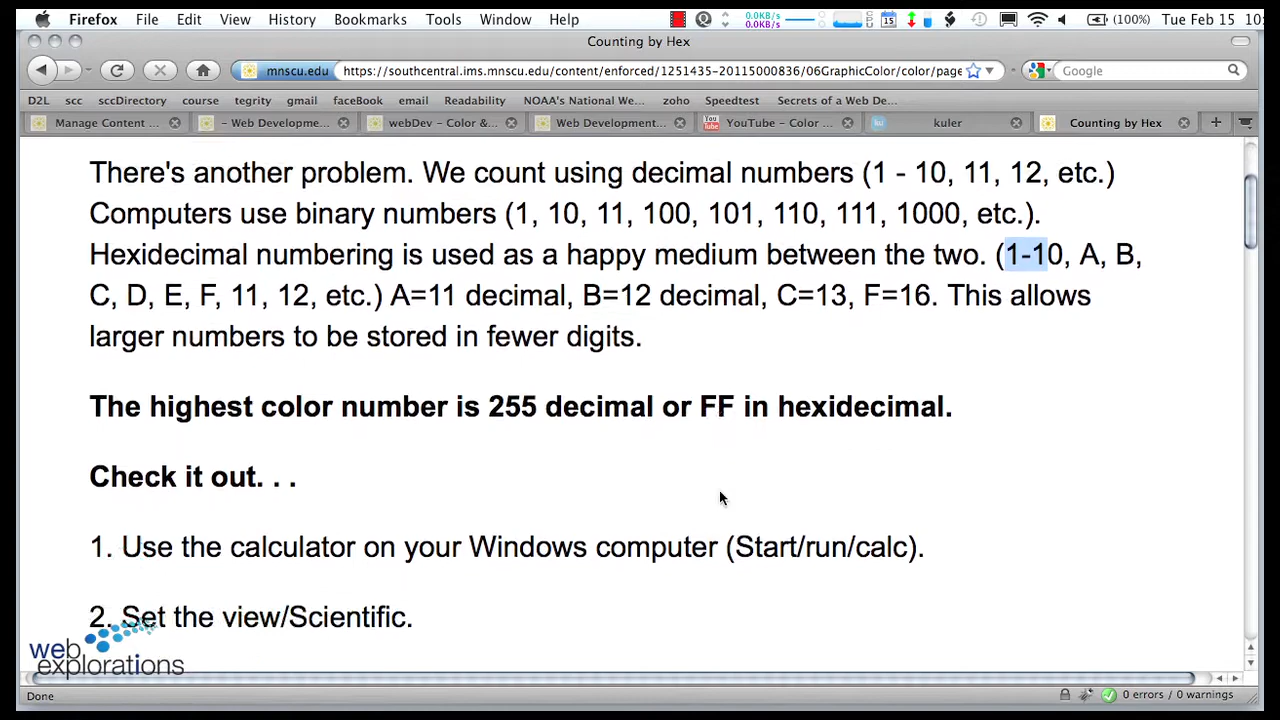 Firefox File Edit View History Bookmarks Tools Window Help 0.0KB/s 0.0KB/s 15 (100%) Tue Feb 15 10:
Counting by Hex
mnscu.edu https://southcentral.ims.mnscu.edu/content/enforced/1251435-20115000836/06GraphicColor/color/page Google
D2L scc sccDirectory course tegrity gmail faceBook email Readability NOAA's National We... zoho Speedtest Secrets of a Web De...
Manage Content ... - Web Developme... webDev – Color &... Web Development... YouTube – Color ... kuler Counting by Hex
There's another problem. We count using decimal numbers (1 - 10, 11, 12, etc.)
Computers use binary numbers (1, 10, 11, 100, 101, 110, 111, 1000, etc.).
Hexidecimal numbering is used as a happy medium between the two. (1-10, A, B,
C, D, E, F, 11, 12, etc.) A=11 decimal, B=12 decimal, C=13, F=16. This allows
larger numbers to be stored in fewer digits.
The highest color number is 255 decimal or FF in hexidecimal.
Check it out. . .
1. Use the calculator on your Windows computer (Start/run/calc).
2. Set the view/Scientific.
web
explorations
Done 0 errors / 0 warnings